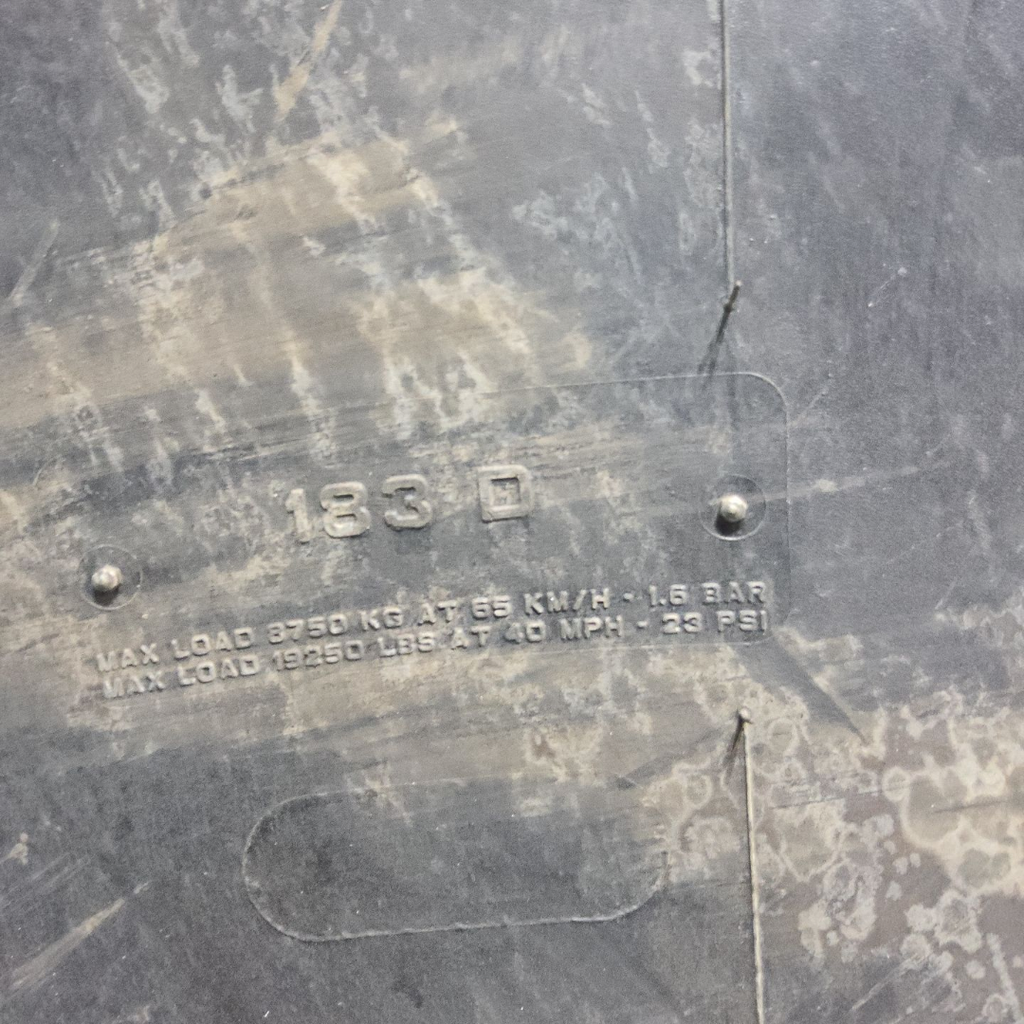 183 D
MAX LOAD 8750 KG AT 65 KM/H - 1.6 BAR
MAX LOAD 19250 LBS AT 40 MPH - 23 PSI